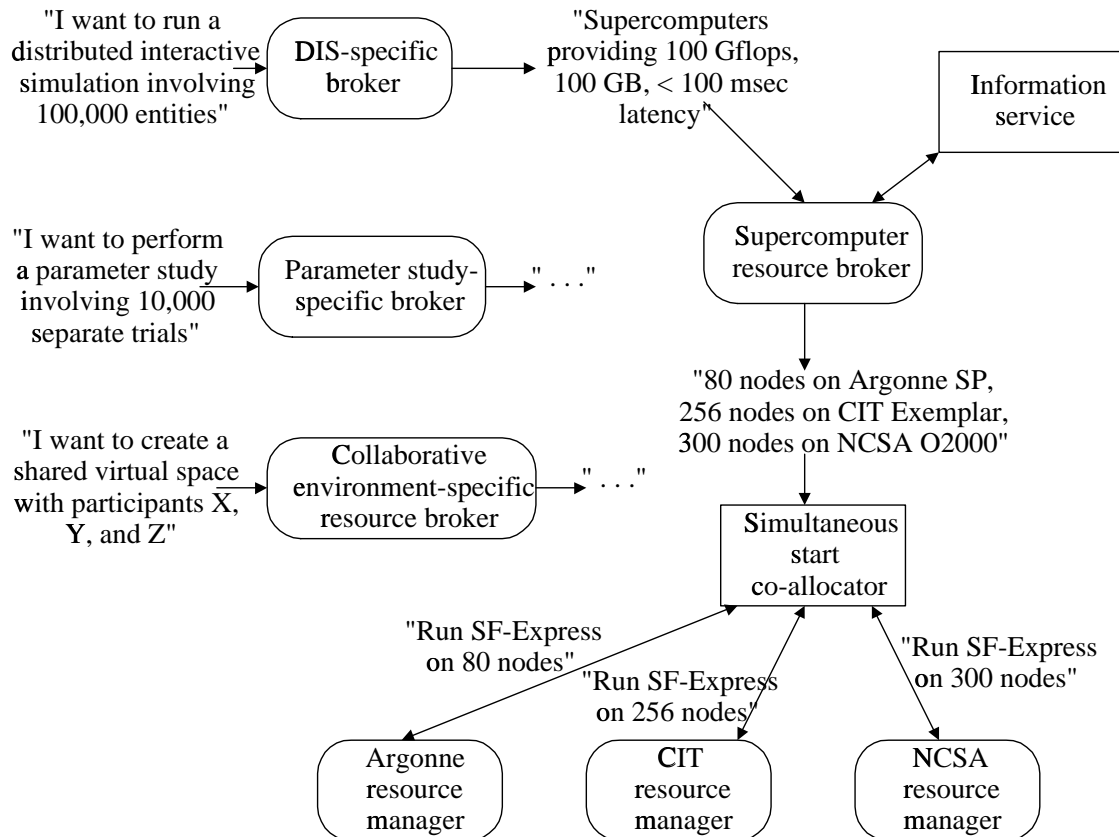 "I want to run a
distributed interactive
simulation involving
100,000 entities"
DIS-specific
broker
"Supercomputers
providing 100 Gflops,
100 GB, < 100 msec
latency"
Information
service
"I want to perform
a parameter study
involving 10,000
separate trials"
Parameter study-
specific broker
" . . ."
Supercomputer
resource broker
"80 nodes on Argonne SP,
256 nodes on CIT Exemplar,
300 nodes on NCSA O2000"
"I want to create a
shared virtual space
with participants X,
Y, and Z"
Collaborative
environment-specific
resource broker
" . . ."
Simultaneous
start
co-allocator
"Run SF-Express
on 80 nodes"
"Run SF-Express
on 256 nodes"
"Run SF-Express
on 300 nodes"
Argonne
resource
manager
CIT
resource
manager
NCSA
resource
manager